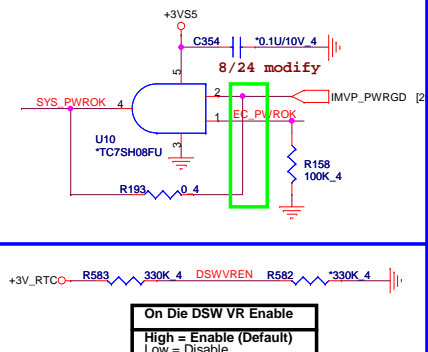 +3VS5
C354 *0.1U/10V_4
8/24 modify
5
SYS_PWROK 4
2
IMVP_PWRGD [2
1
EC_PWROK
3
U10
*TC7SH08FU
R158
100K_4
R193 0_4
+3V_RTC R583 330K_4 DSWVREN R582 *330K_4
On Die DSW VR Enable
High = Enable (Default)
Low = Disable